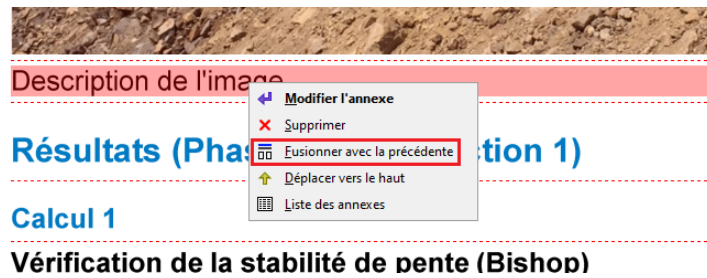 Description de l'image
Modifier l'annexe
Supprimer
Fusionner avec la précédente
Déplacer vers le haut
Liste des annexes
Résultats (Phas tion 1)
Calcul 1
Vérification de la stabilité de pente (Bishop)